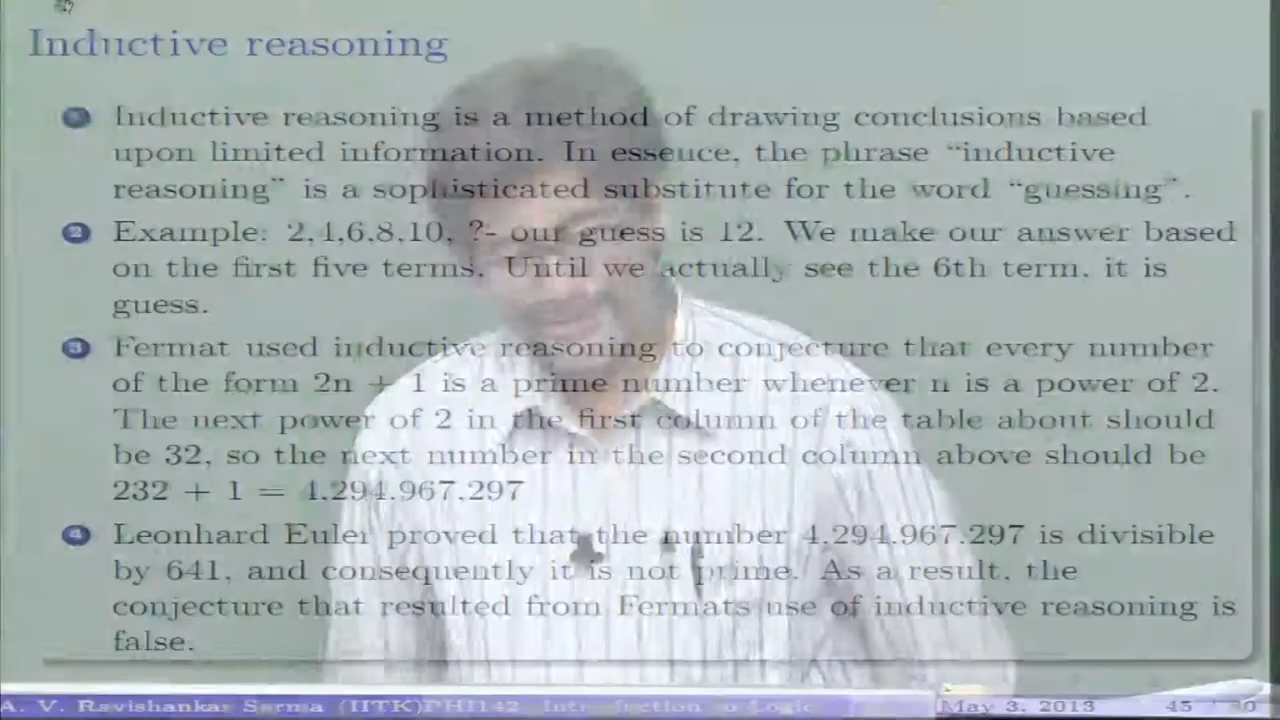 Inductive reasoning
1 Inductive reasoning is a method of drawing conclusions based
upon limited information. In essence, the phrase "inductive
reasoning" is a sophisticated substitute for the word "guessing".
2 Example: 2,4,6,8,10, ?- our guess is 12. We make our answer based
on the first five terms. Until we actually see the 6th term, it is
guess.
3 Fermat used inductive reasoning to conjecture that every number
of the form 2n + 1 is a prime number whenever n is a power of 2.
The next power of 2 in the first column of the table about should
be 32, so the next number in the second column above should be
232 + 1 = 4,294,967,297
4 Leonhard Euler proved that the number 4,294,967,297 is divisible
by 641, and consequently it is not prime. As a result, the
conjecture that resulted from Fermats use of inductive reasoning is
false.
A. V. Ravishankar Sarma (IITK) PHI142, Introduction to Logic May 3, 2013 45